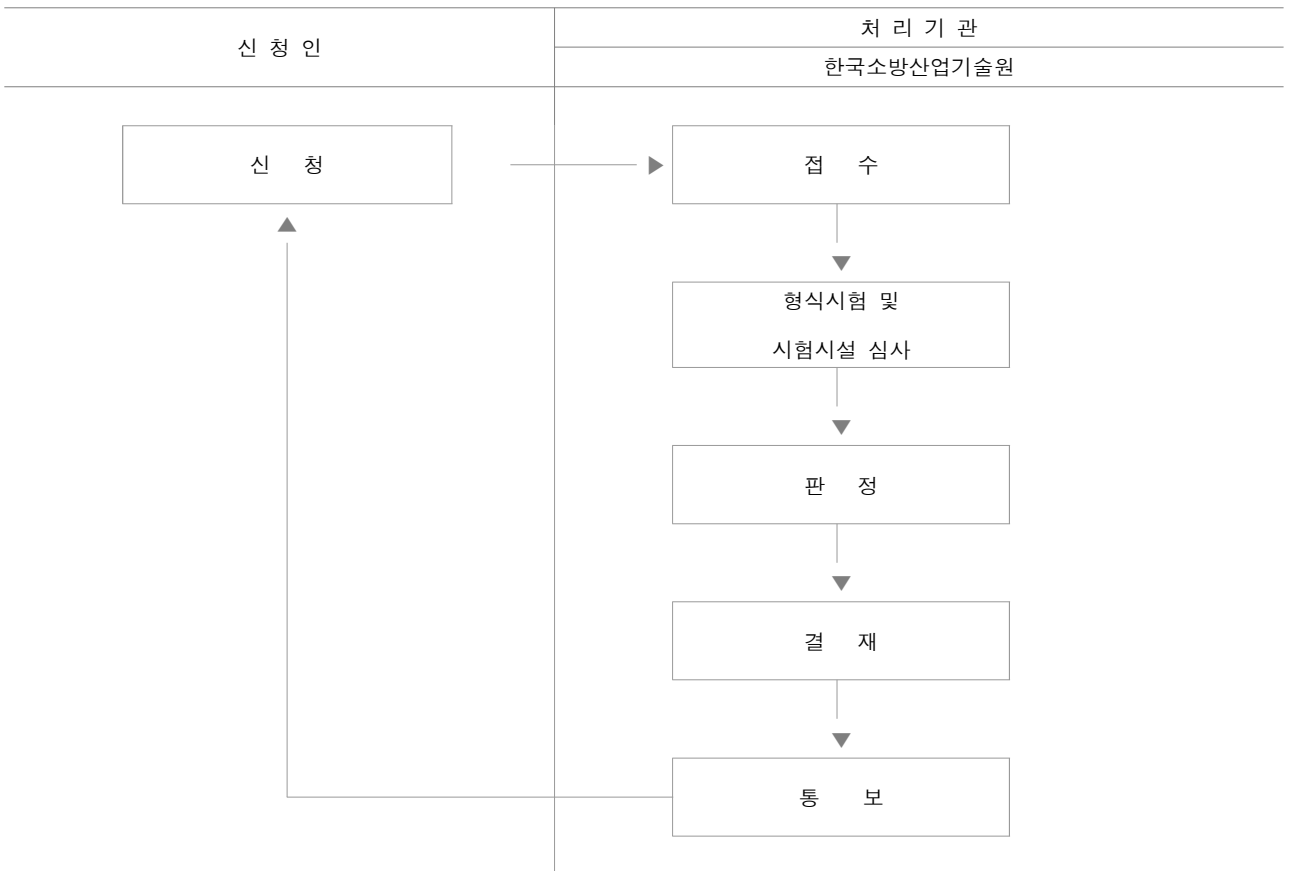 신 청 인
처 리 기 관
한국소방산업기술원
신 청
접 수
형식시험 및
시험시설 심사
판 정
결 재
통 보